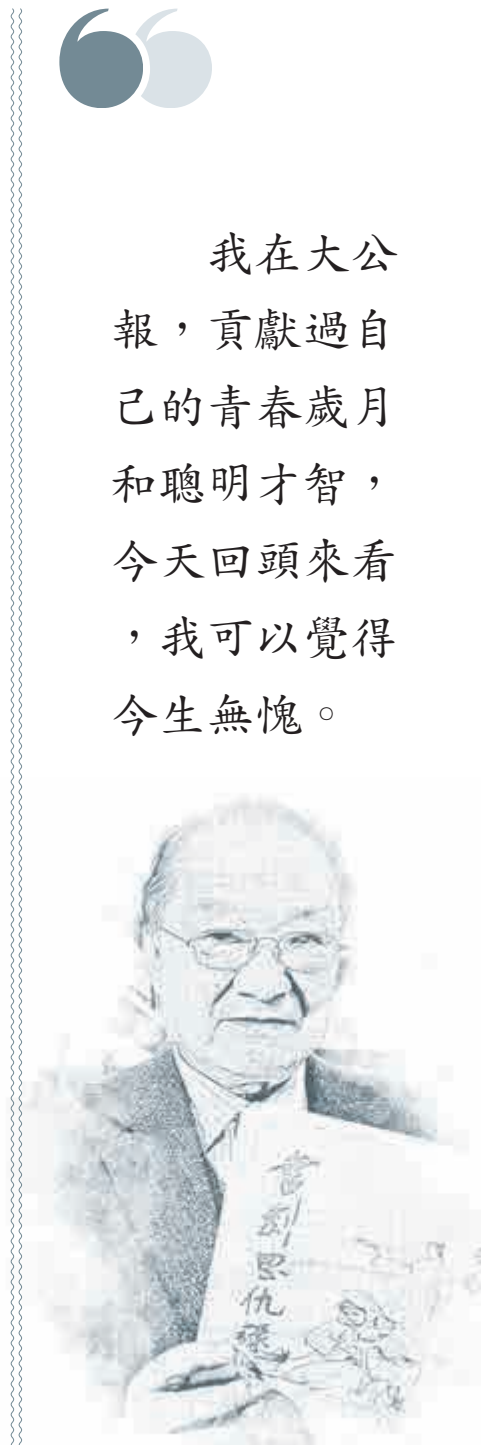 我在大公
報，貢獻過自
己的青春歲月
和聰明才智，
今天回頭來看
，我可以覺得
今生無愧。
書劍恩仇錄